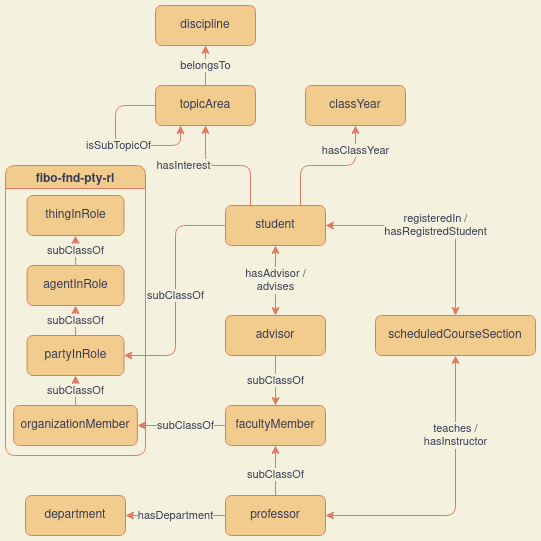 discipline
belongsTo
topicArea
classYear
isSubTopicOf
hasInterest
hasClassYear
fibo-fnd-pty-rl
thingInRole
student
registeredIn /
hasRegistredStudent
subClassOf
agentInRole
hasAdvisor /
advises
subClassOf
subClassOf
partyInRole
advisor
scheduledCourseSection
subClassOf
subClassOf
organizationMember
subClassOf
facultyMember
teaches /
hasInstructor
subClassOf
department
hasDepartment
professor